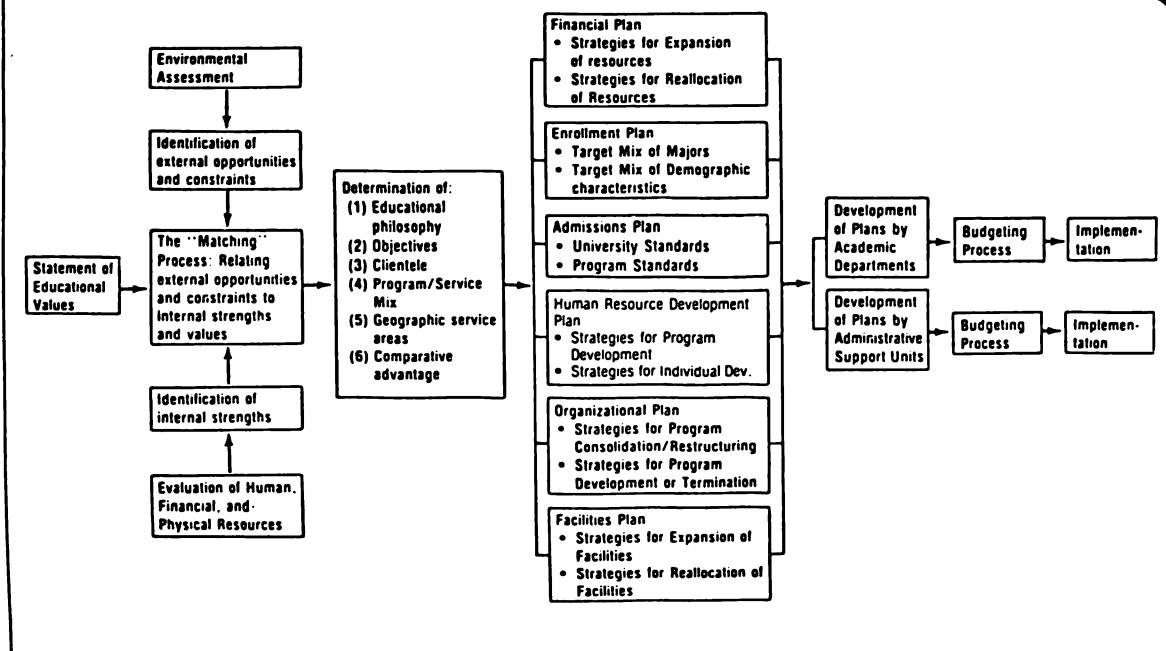 Environmental
Assessment
Identification of
external opportunities
and constraints
Statement of
Educational
Values
The "Matching"
Process: Relating
external opportunities
and constraints to
internal strengths
and values
Identification of
internal strengths
Evaluation of Human,
Financial, and-
Physical Resources
Determination of:
(1) Educational
philosophy
(2) Objectives
(3) Clientele
(4) Program/Service
Mix
(5) Geographic service
areas
(6) Comparative
advantage
Financial Plan
• Strategies for Expansion
of resources
• Strategies for Reallocation
of Resources
Enrollment Plan
• Target Mix of Majors
• Target Mix of Demographic
characteristics
Admissions Plan
• University Standards
• Program Standards
Human Resource Development
Plan
• Strategies for Program
Development
• Strategies for Individual Dev.
Organizational Plan
• Strategies for Program
Consolidation/Restructuring
• Strategies for Program
Development or Termination
Facilities Plan
• Strategies for Expansion of
Facilities
• Strategies for Reallocation of
Facilities
Development
of Plans by
Academic
Departments
Budgeting
Process
Implemen-
tation
Development
of Plans by
Administrative
Support Units
Budgeting
Process
Implemen-
tation